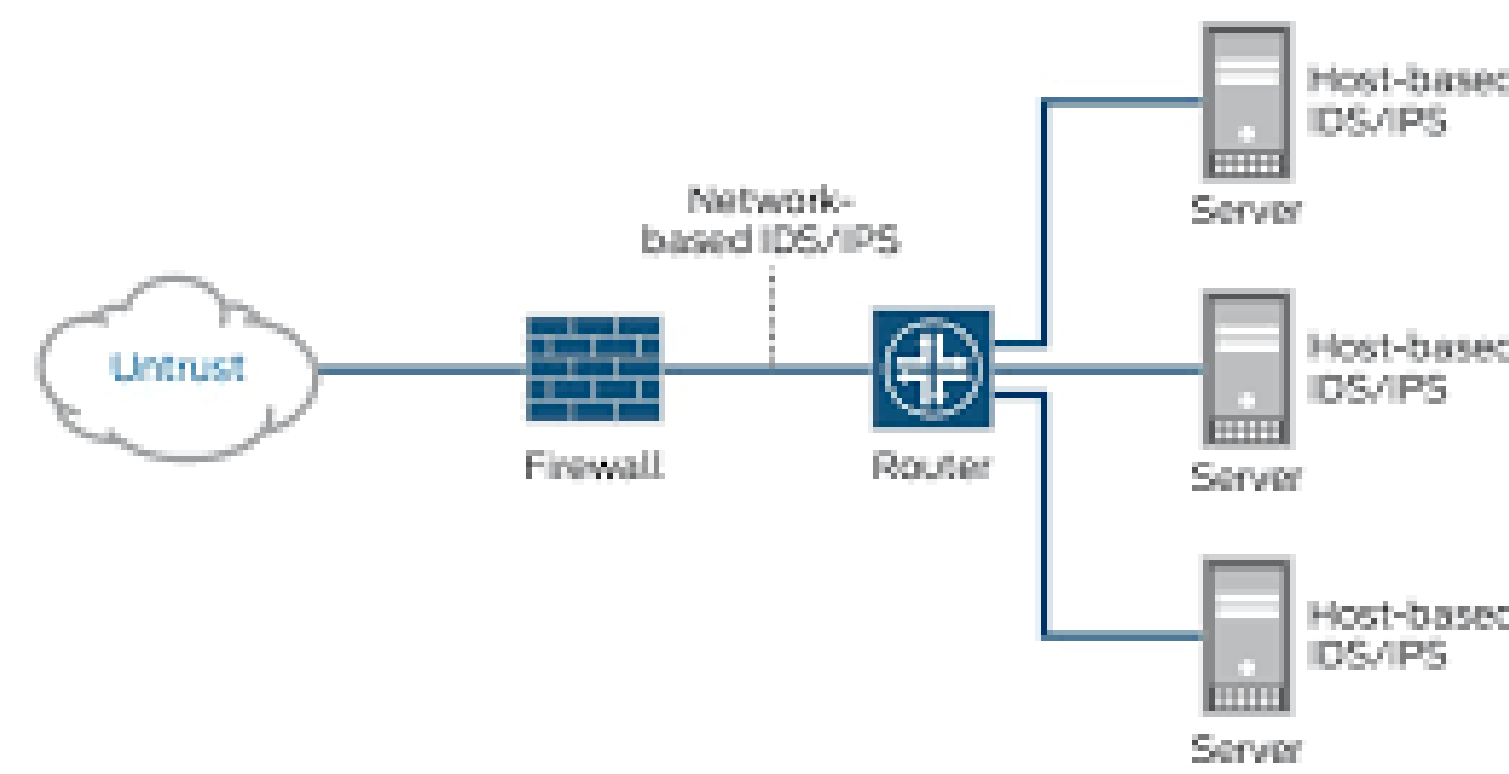 Host-based
IDS/IPS
Server
Network-
based IDS/IPS
Host-based
IDS/IPS
Untrust
Firewall
Router
Server
Host-based
IDS/IPS
Server